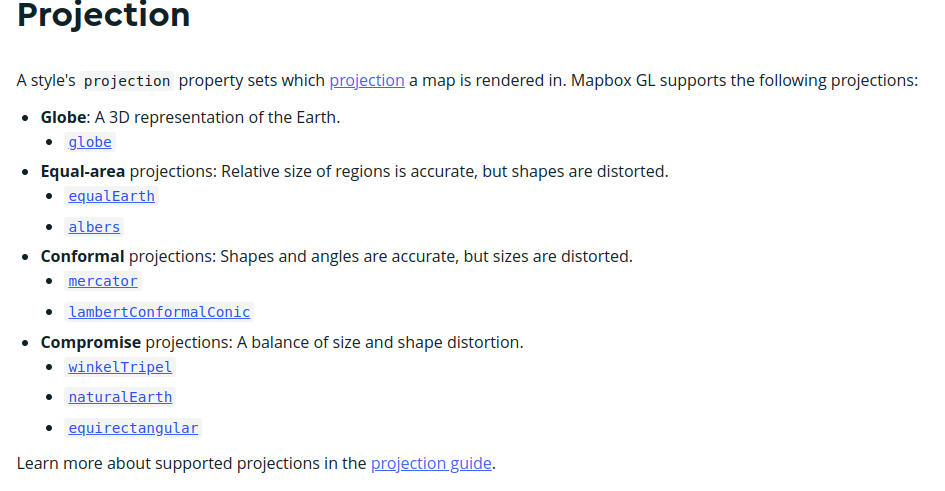 Projection
A style's projection property sets which projection a map is rendered in. Mapbox GL supports the following projections:
Globe: A 3D representation of the Earth.
globe
Equal-area projections: Relative size of regions is accurate, but shapes are distorted.
equalEarth
albers
Conformal projections: Shapes and angles are accurate, but sizes are distorted.
mercator
lambertConformalConic
Compromise projections: A balance of size and shape distortion.
winkelTripel
naturalEarth
equirectangular
Learn more about supported projections in the projection guide.